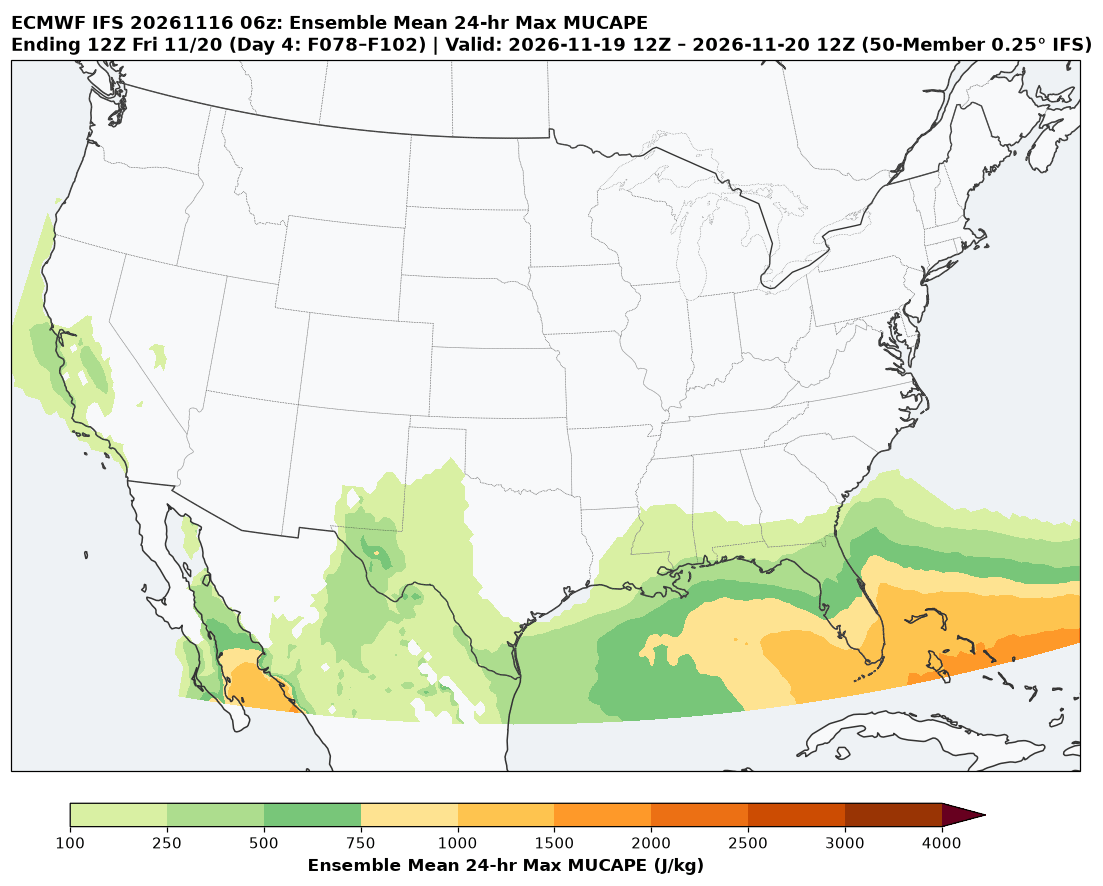 ECMWF IFS 20261116 06z: Ensemble Mean 24-hr Max MUCAPE
Ending 12Z Fri 11/20 (Day 4: F078–F102) | Valid: 2026-11-19 12Z – 2026-11-20 12Z (50-Member 0.25° IFS)
100 250 500 750 1000 1500 2000 2500 3000 4000
Ensemble Mean 24-hr Max MUCAPE (J/kg)